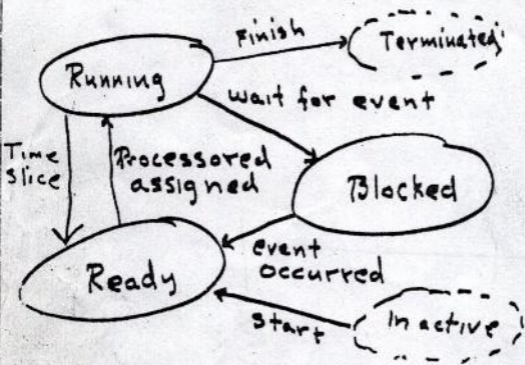 Finish
Terminated
Running
wait for event
Time
slice
Processored
assigned
Blocked
event
occurred
Ready
Start
Inactive